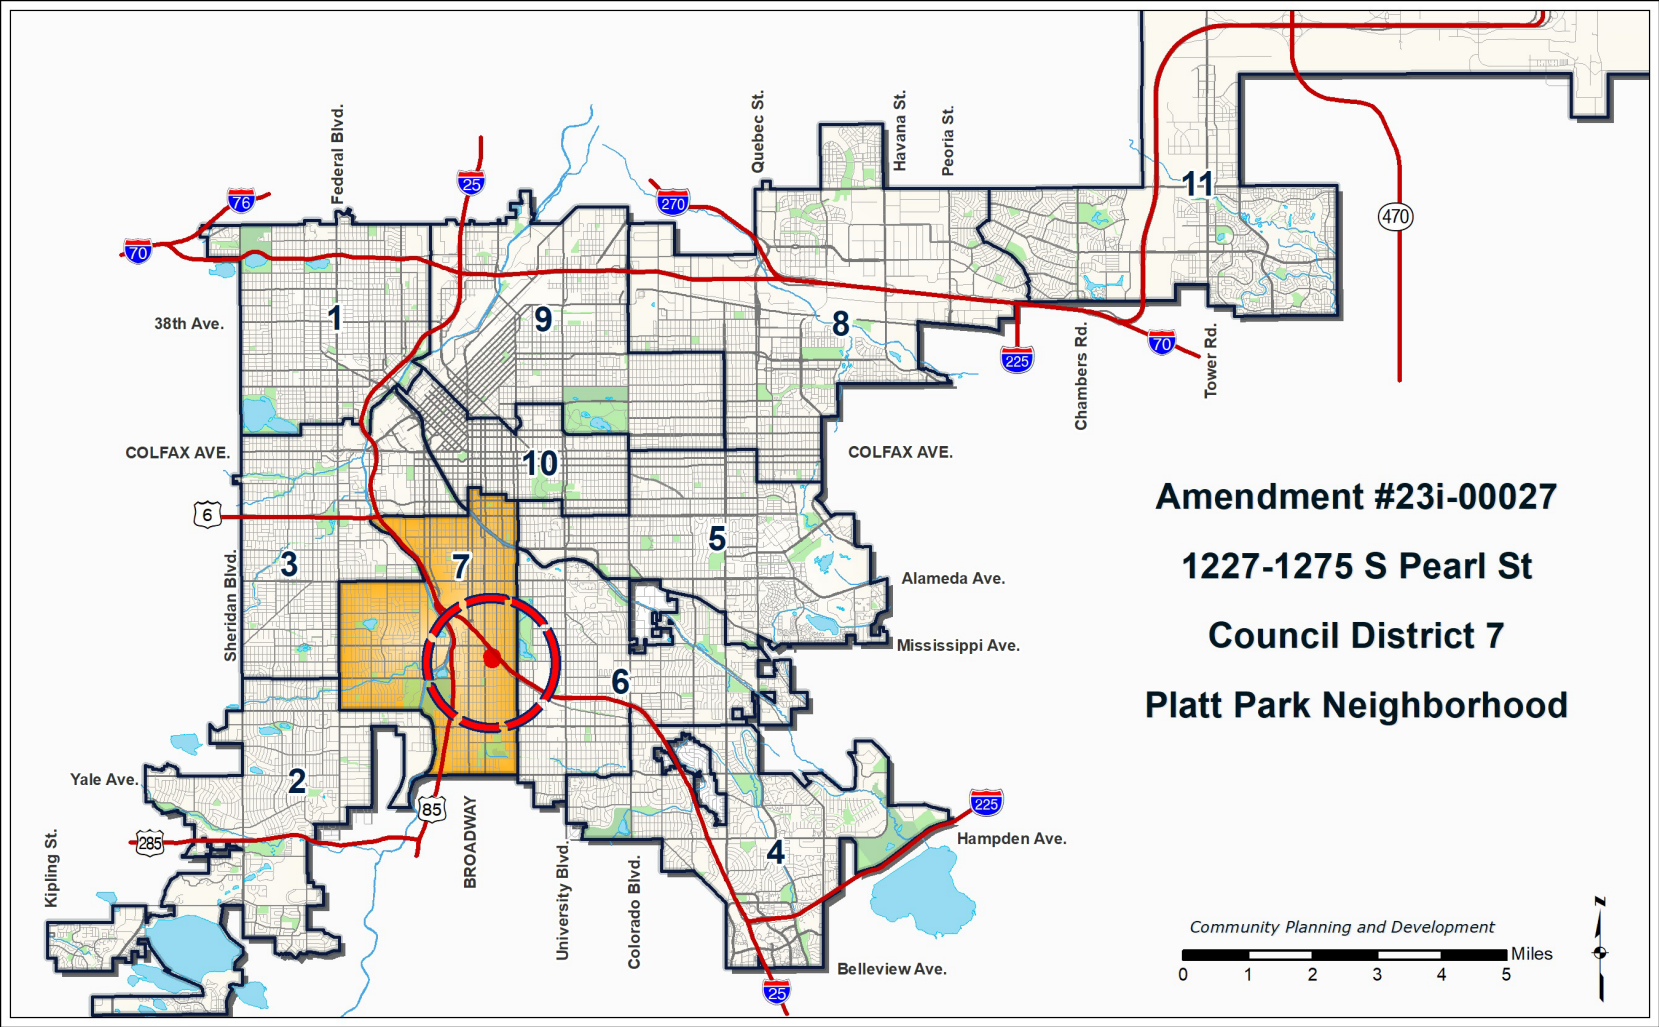 Federal Blvd.
Quebec St.
Havana St.
Peoria St.
76
25
270
11
470
70
38th Ave.
1
9
8
225
70
Chambers Rd.
Tower Rd.
COLFAX AVE.
10
COLFAX AVE.
6
3
7
5
Sheridan Blvd.
Alameda Ave.
Mississippi Ave.
6
Amendment #23i-00027
1227-1275 S Pearl St
Council District 7
Platt Park Neighborhood
Yale Ave.
2
85
225
285
BROADWAY
4
Hampden Ave.
Kipling St.
University Blvd.
Colorado Blvd.
Belleview Ave.
25
Community Planning and Development
Miles
0 1 2 3 4 5
Z